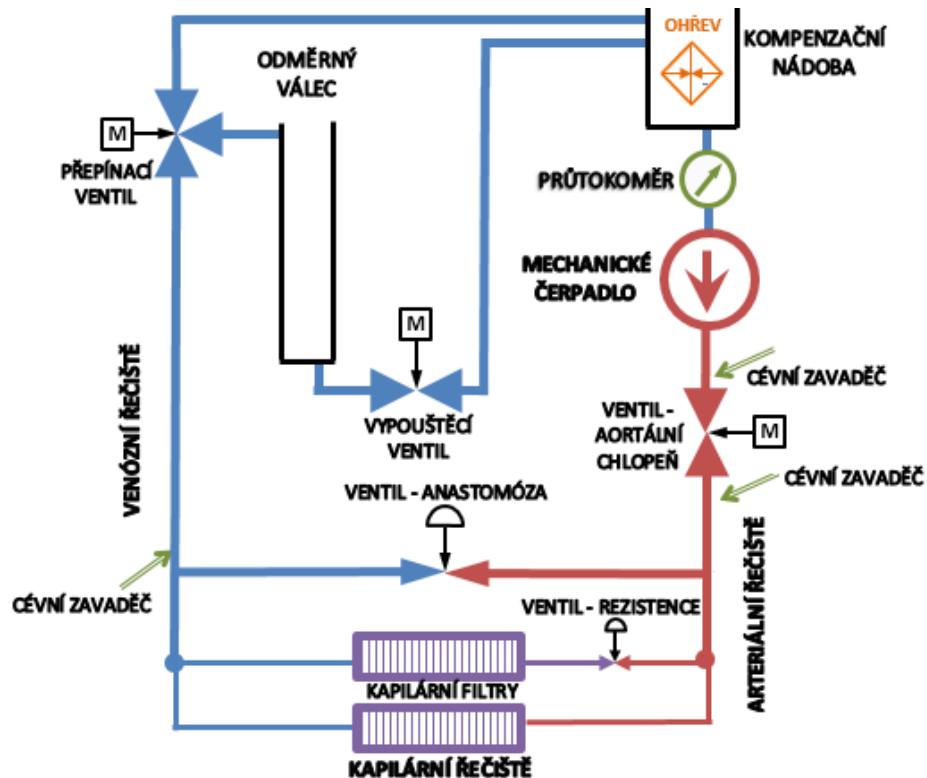 OHŘEV
KOMPENZAČNÍ
NÁDOBA
ODMĚRNÝ
VÁLEC
M
PŘEPÍNACÍ
VENTIL
PRŮTOKOMĚR
MECHANICKÉ
ČERPADLO
M
CÉVNÍ ZAVADĚČ
VYPOUŠTĚCÍ
VENTIL
VENTIL -
AORTÁLNÍ
CHLOPEŇ
M
VENÓZNÍ ŘEČIŠTĚ
VENTIL - ANASTOMÓZA
CÉVNÍ ZAVADĚČ
CÉVNÍ ZAVADĚČ
VENTIL - REZISTENCE
ARTERIÁLNÍ ŘEČIŠTĚ
KAPILÁRNÍ FILTRY
KAPILÁRNÍ ŘEČIŠTĚ